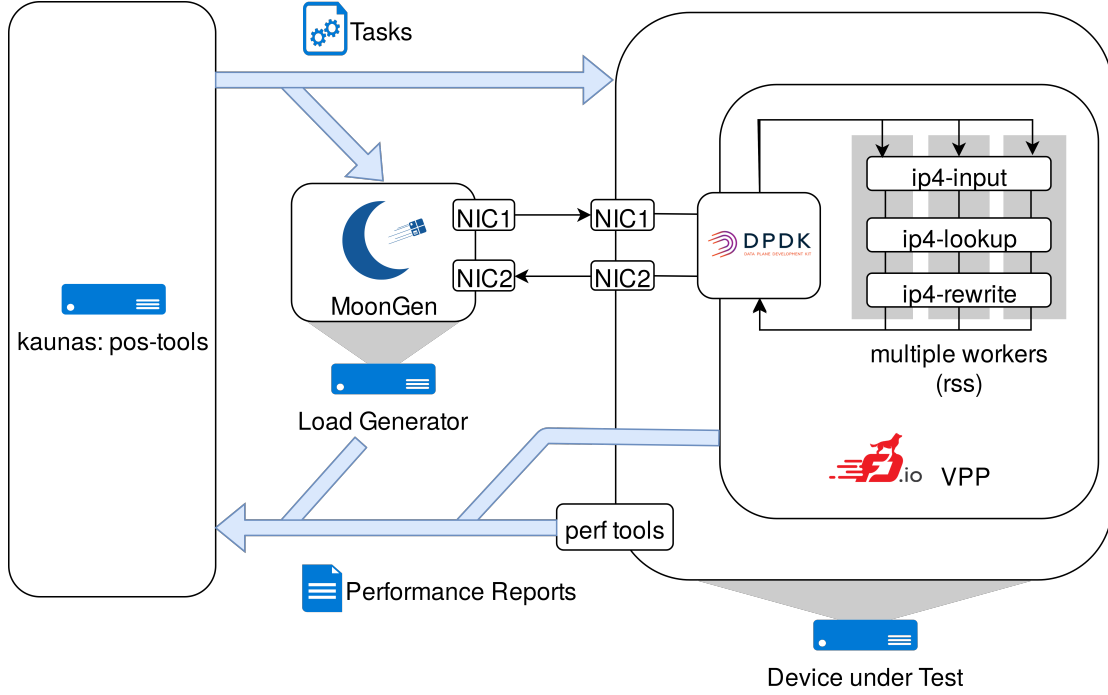 Tasks
kaunas: pos-tools
NIC1
NIC2
MoonGen
Load Generator
NIC1
NIC2
DPDK
DATA PLANE DEVELOPMENT KIT
ip4-input
ip4-lookup
ip4-rewrite
multiple workers
(rss)
FD.io
VPP
perf tools
Performance Reports
Device under Test